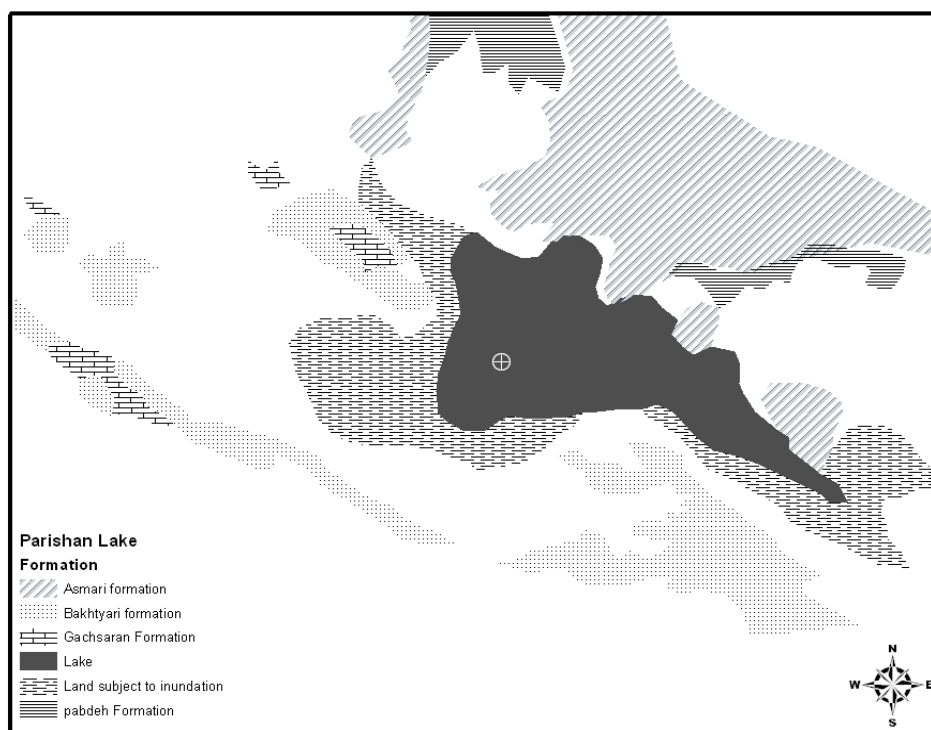 Parishan Lake
Formation
Asmari formation
Bakhtyari formation
Gachsaran Formation
Lake
Land subject to inundation
pabdeh Formation
N
W E
S